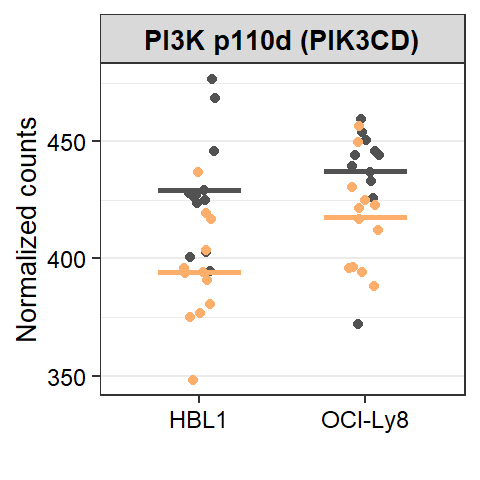 PI3K p110d (PIK3CD)
Normalized counts
450
400
350
HBL1
OCI-Ly8